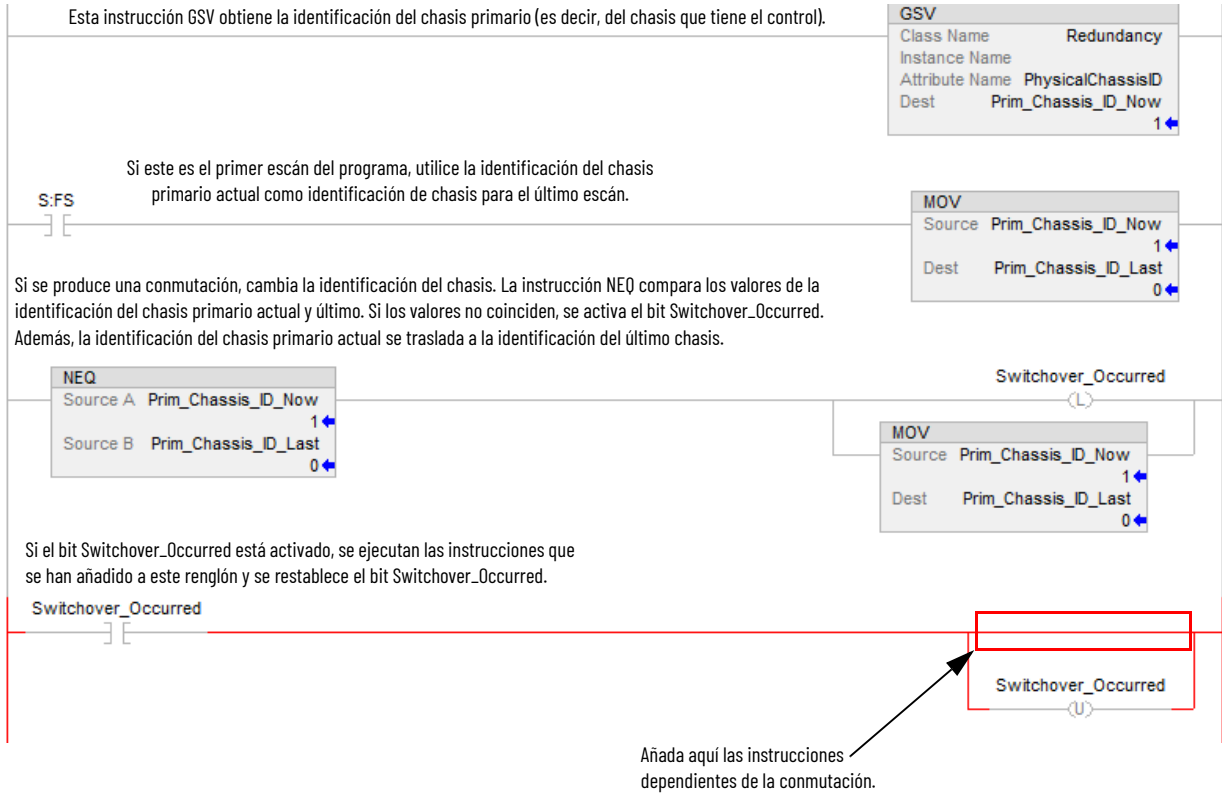 Esta instrucción GSV obtiene la identificación del chasis primario (es decir, del chasis que tiene el control).
GSV
Class Name Redundancy
Instance Name
Attribute Name PhysicalChassisID
Dest Prim_Chassis_ID_Now
1
Si este es el primer escán del programa, utilice la identificación del chasis
primario actual como identificación de chasis para el último escán.
S:FS
MOV
Source Prim_Chassis_ID_Now
1
Dest Prim_Chassis_ID_Last
0
Si se produce una conmutación, cambia la identificación del chasis. La instrucción NEQ compara los valores de la
identificación del chasis primario actual y último. Si los valores no coinciden, se activa el bit Switchover_Occurred.
Además, la identificación del chasis primario actual se traslada a la identificación del último chasis.
NEQ
Source A Prim_Chassis_ID_Now
1
Source B Prim_Chassis_ID_Last
0
Switchover_Occurred
L
MOV
Source Prim_Chassis_ID_Now
1
Dest Prim_Chassis_ID_Last
0
Si el bit Switchover_Occurred está activado, se ejecutan las instrucciones que
se han añadido a este renglón y se restablece el bit Switchover_Occurred.
Switchover_Occurred
Switchover_Occurred
U
Añada aquí las instrucciones
dependientes de la conmutación.